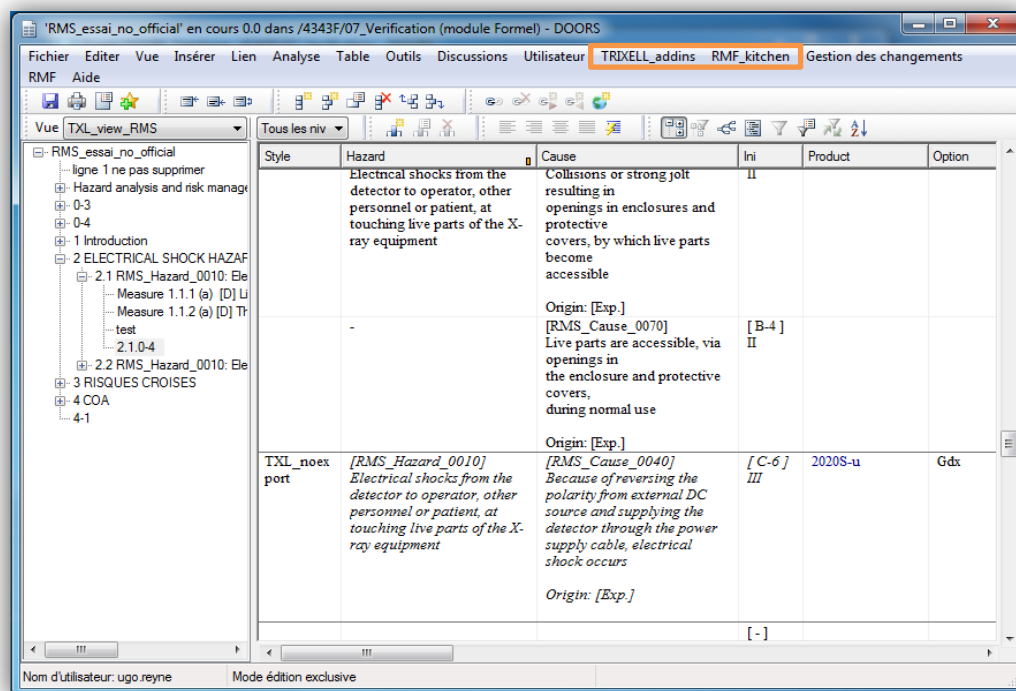 'RMS_essai_no_official' en cours 0.0 dans /4343F/07_Verification (module Formel) - DOORS
Fichier Editer Vue Insérer Lien Analyse Table Outils Discussions Utilisateur TRIXELL_addins RMF_kitchen Gestion des changements
RMF Aide
Vue TXL_view_RMS Tous les niv
RMS_essai_no_official
ligne 1 ne pas supprimer
Hazard analysis and risk manage
0-3
0-4
1 Introduction
2 ELECTRICAL SHOCK HAZAF
2.1 RMS_Hazard_0010: Ele
Measure 1.1.1 (a) [D] Li
Measure 1.1.2 (a) [D] Th
test
2.1.0-4
2.2 RMS_Hazard_0010: Ele
3 RISQUES CROISES
4 COA
4-1
Style Hazard Cause Ini Product Option
Electrical shocks from the
detector to operator, other
personnel or patient, at
touching live parts of the X-
ray equipment
Collisions or strong jolt
resulting in
openings in enclosures and
protective
covers, by which live parts
become
accessible
Origin: [Exp.]
II
-
[RMS_Cause_0070]
Live parts are accessible, via
openings in
the enclosure and protective
covers,
during normal use
Origin: [Exp.]
[ B-4 ]
II
TXL_noex
port
[RMS_Hazard_0010]
Electrical shocks from the
detector to operator, other
personnel or patient, at
touching live parts of the X-
ray equipment
[RMS_Cause_0040]
Because of reversing the
polarity from external DC
source and supplying the
detector through the power
supply cable, electrical
shock occurs
Origin: [Exp.]
[ C-6 ]
III
2020S-u
Gdx
[ - ]
Nom d'utilisateur: ugo.reyne Mode édition exclusive